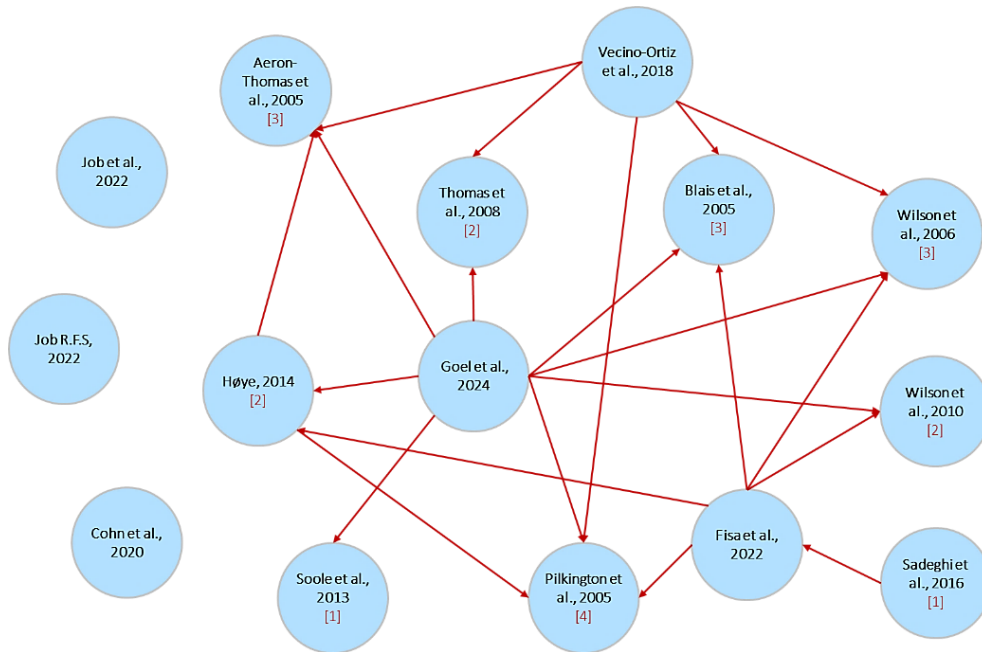 Vecino-Ortiz
et al., 2018
Aeron-
Thomas et
al., 2005
[3]
Job et al.,
2022
Thomas et
al., 2008
[2]
Blais et al.,
2005
[3]
Wilson et
al., 2006
[3]
Job R.F.S,
2022
Høye, 2014
[2]
Goel et al.,
2024
Wilson et
al., 2010
[2]
Cohn et al.,
2020
Soole et al.,
2013
[1]
Pilkington et
al., 2005
[4]
Fisa et al.,
2022
Sadeghi et
al., 2016
[1]